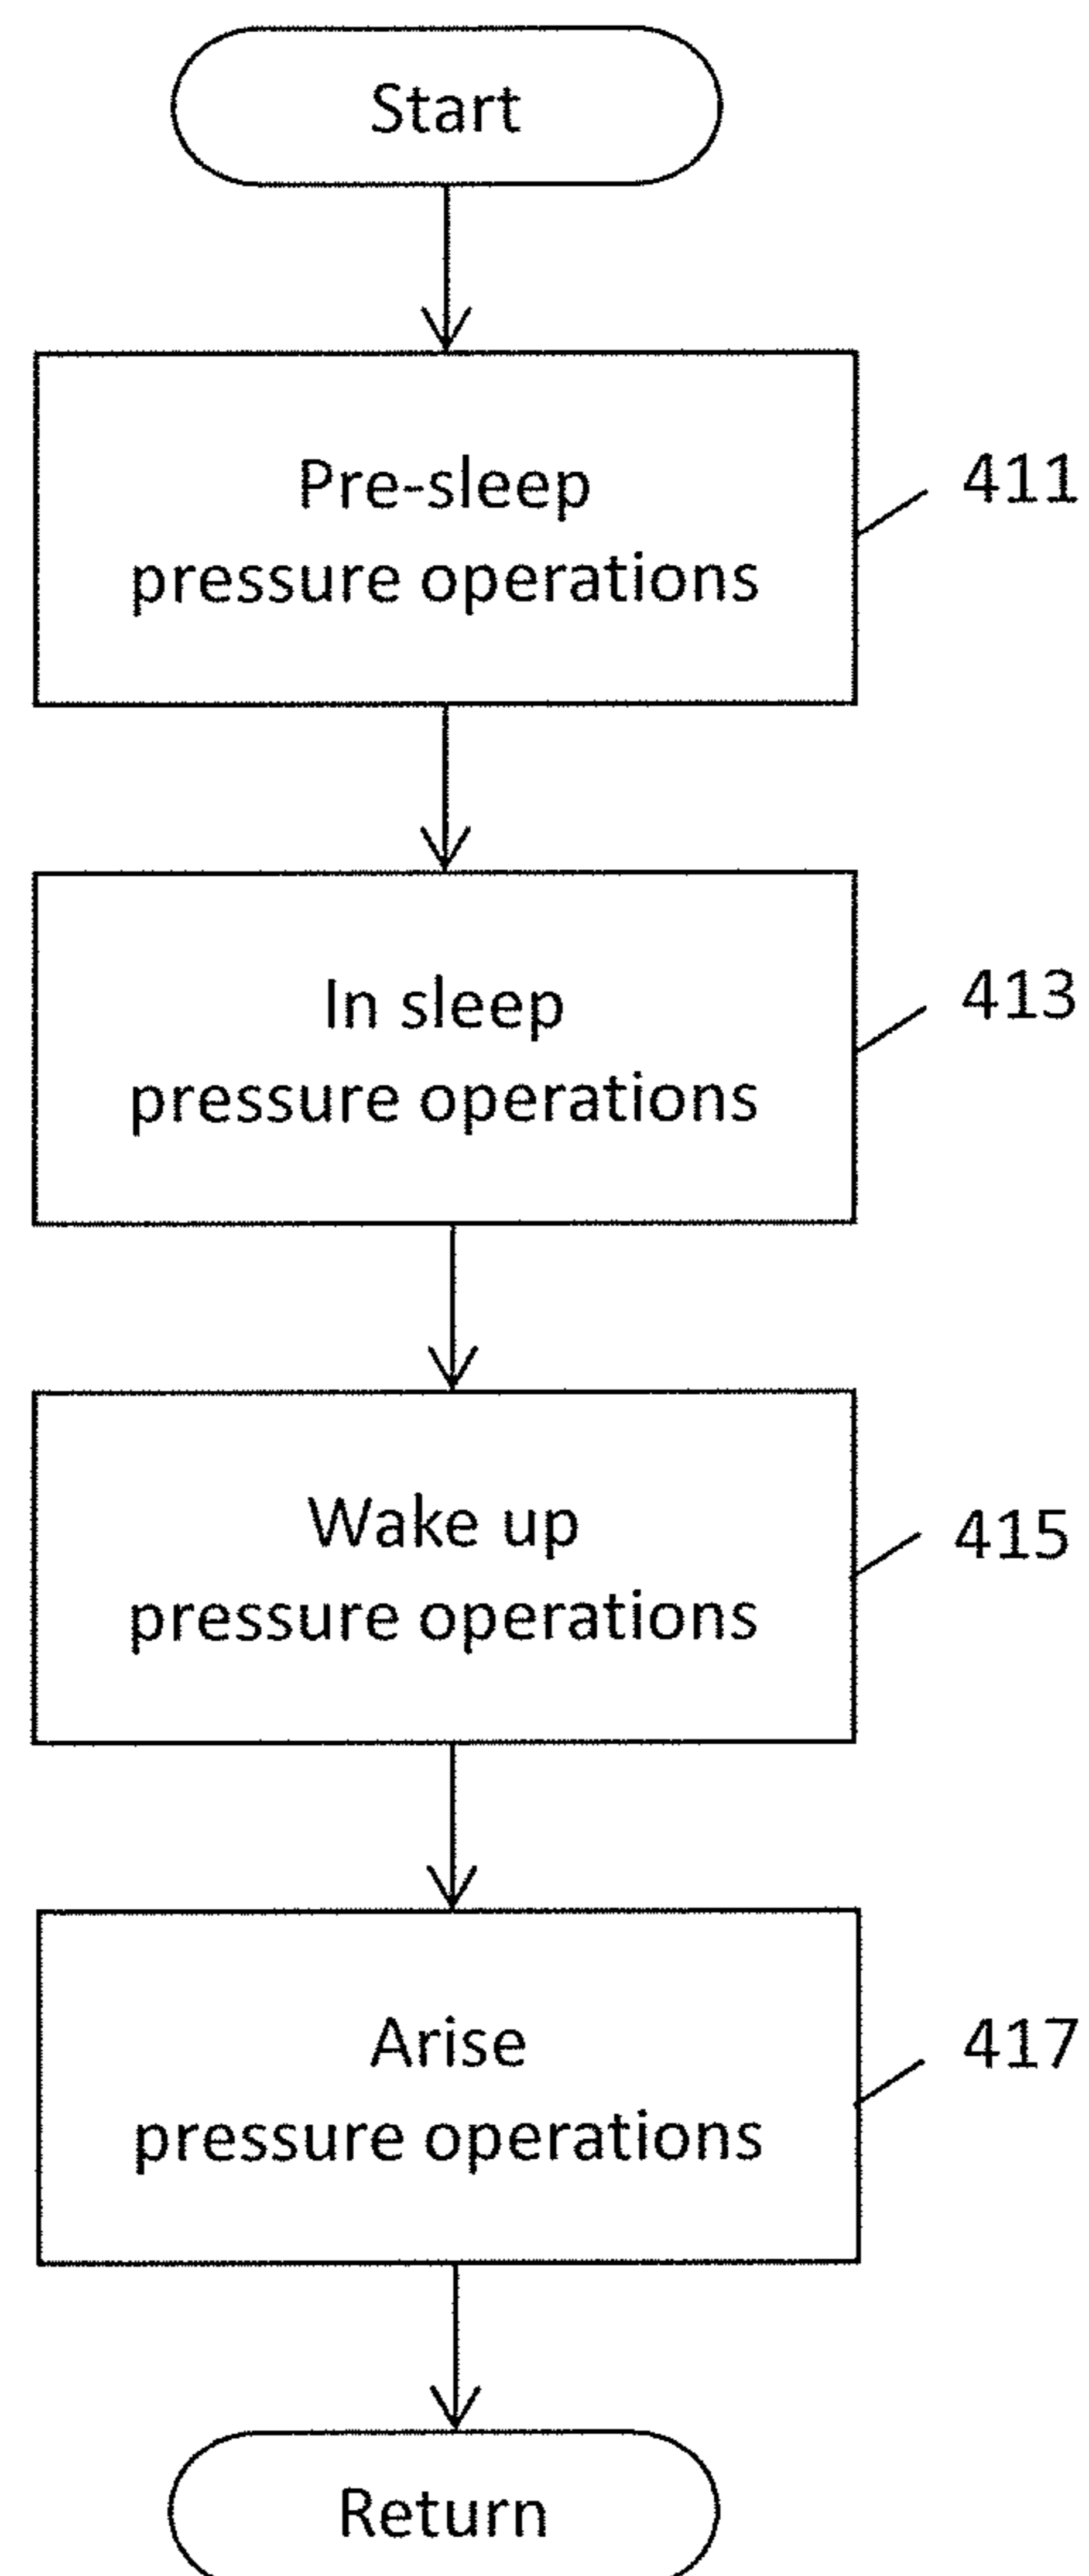 Start
Pre-sleep
pressure operations
411
In sleep
pressure operations
413
Wake up
pressure operations
415
Arise
pressure operations
417
Return